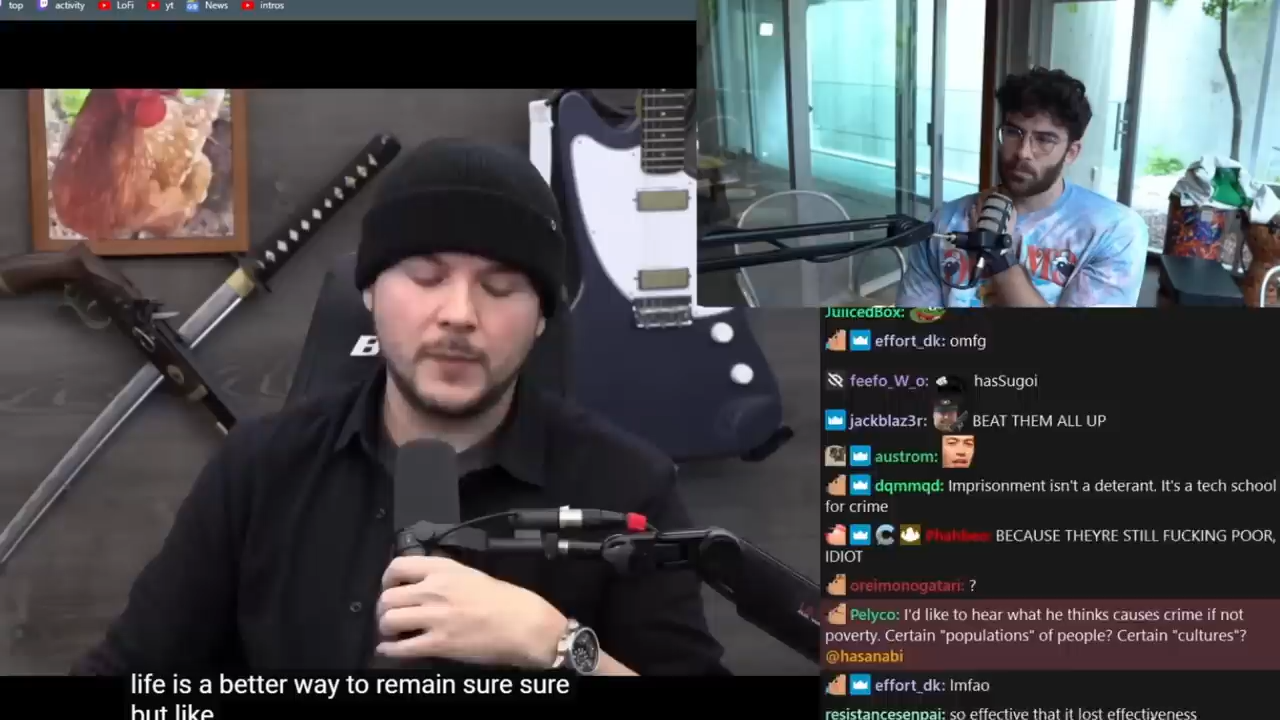 top activity LoFi yt News intros
JuiicedBox:
effort_dk: omfg
feefo_W_o: hasSugoi
jackblaz3r: BEAT THEM ALL UP
austrom:
dqmmqd: Imprisonment isn't a deterant. It's a tech school
for crime
BECAUSE THEYRE STILL FUCKING POOR,
IDIOT
oreimonogatari: ?
Pelyco: I'd like to hear what he thinks causes crime if not
poverty. Certain "populations" of people? Certain "cultures"?
@hasanabi
effort_dk: lmfao
resistancesenpai: so effective that it lost effectiveness
life is a better way to remain sure sure
but like